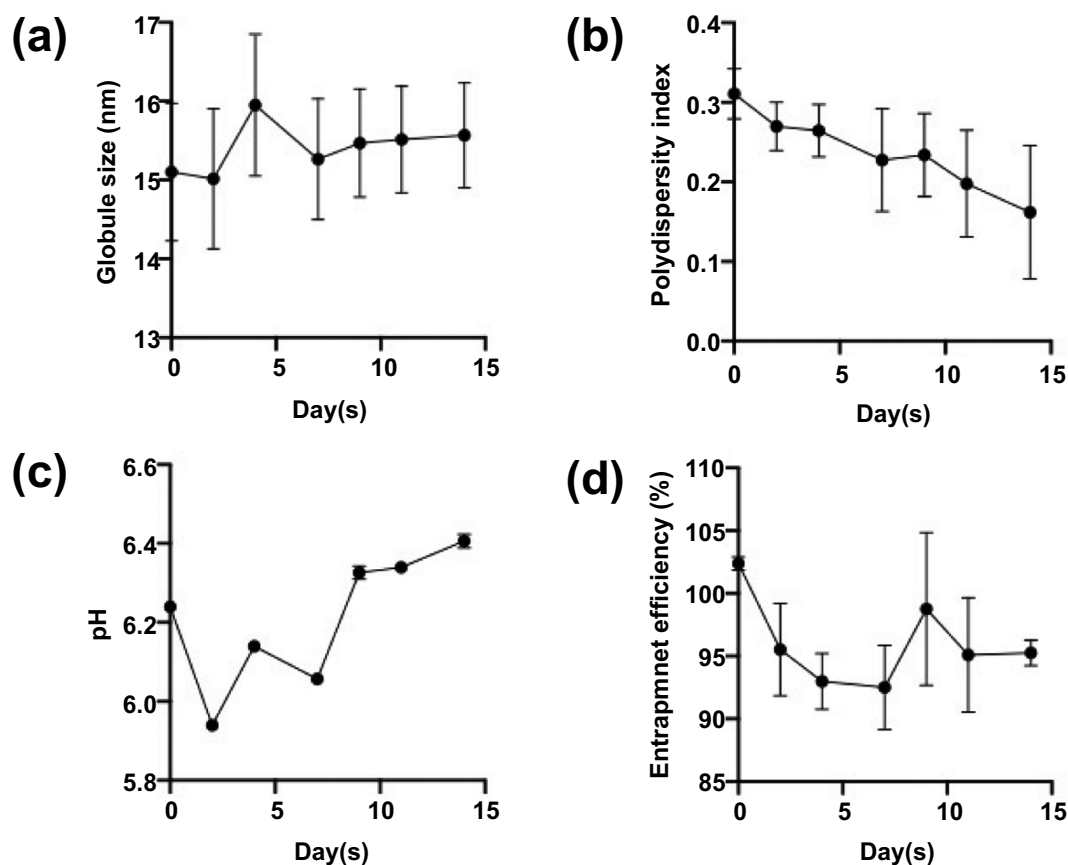 (a)
Globule size (nm)
17
16
15
14
13
0 5 10 15
Day(s)
(b)
Polydispersity index
0.4
0.3
0.2
0.1
0.0
0 5 10 15
Day(s)
(c)
pH
6.6
6.4
6.2
6.0
5.8
0 5 10 15
Day(s)
(d)
Entrapmnet efficiency (%)
110
105
100
95
90
85
0 5 10 15
Day(s)